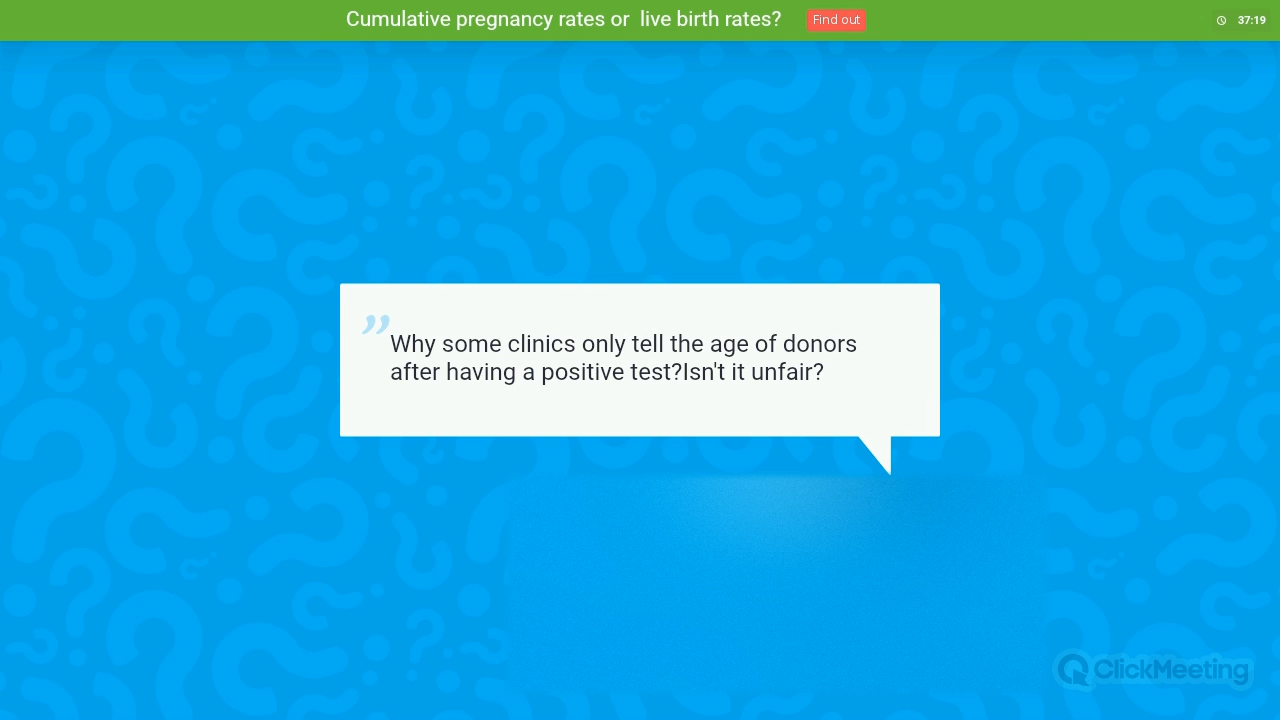 Cumulative pregnancy rates or  live birth rates?
Find out
37:19
”
Why some clinics only tell the age of donors
after having a positive test?Isn't it unfair?
ClickMeeting